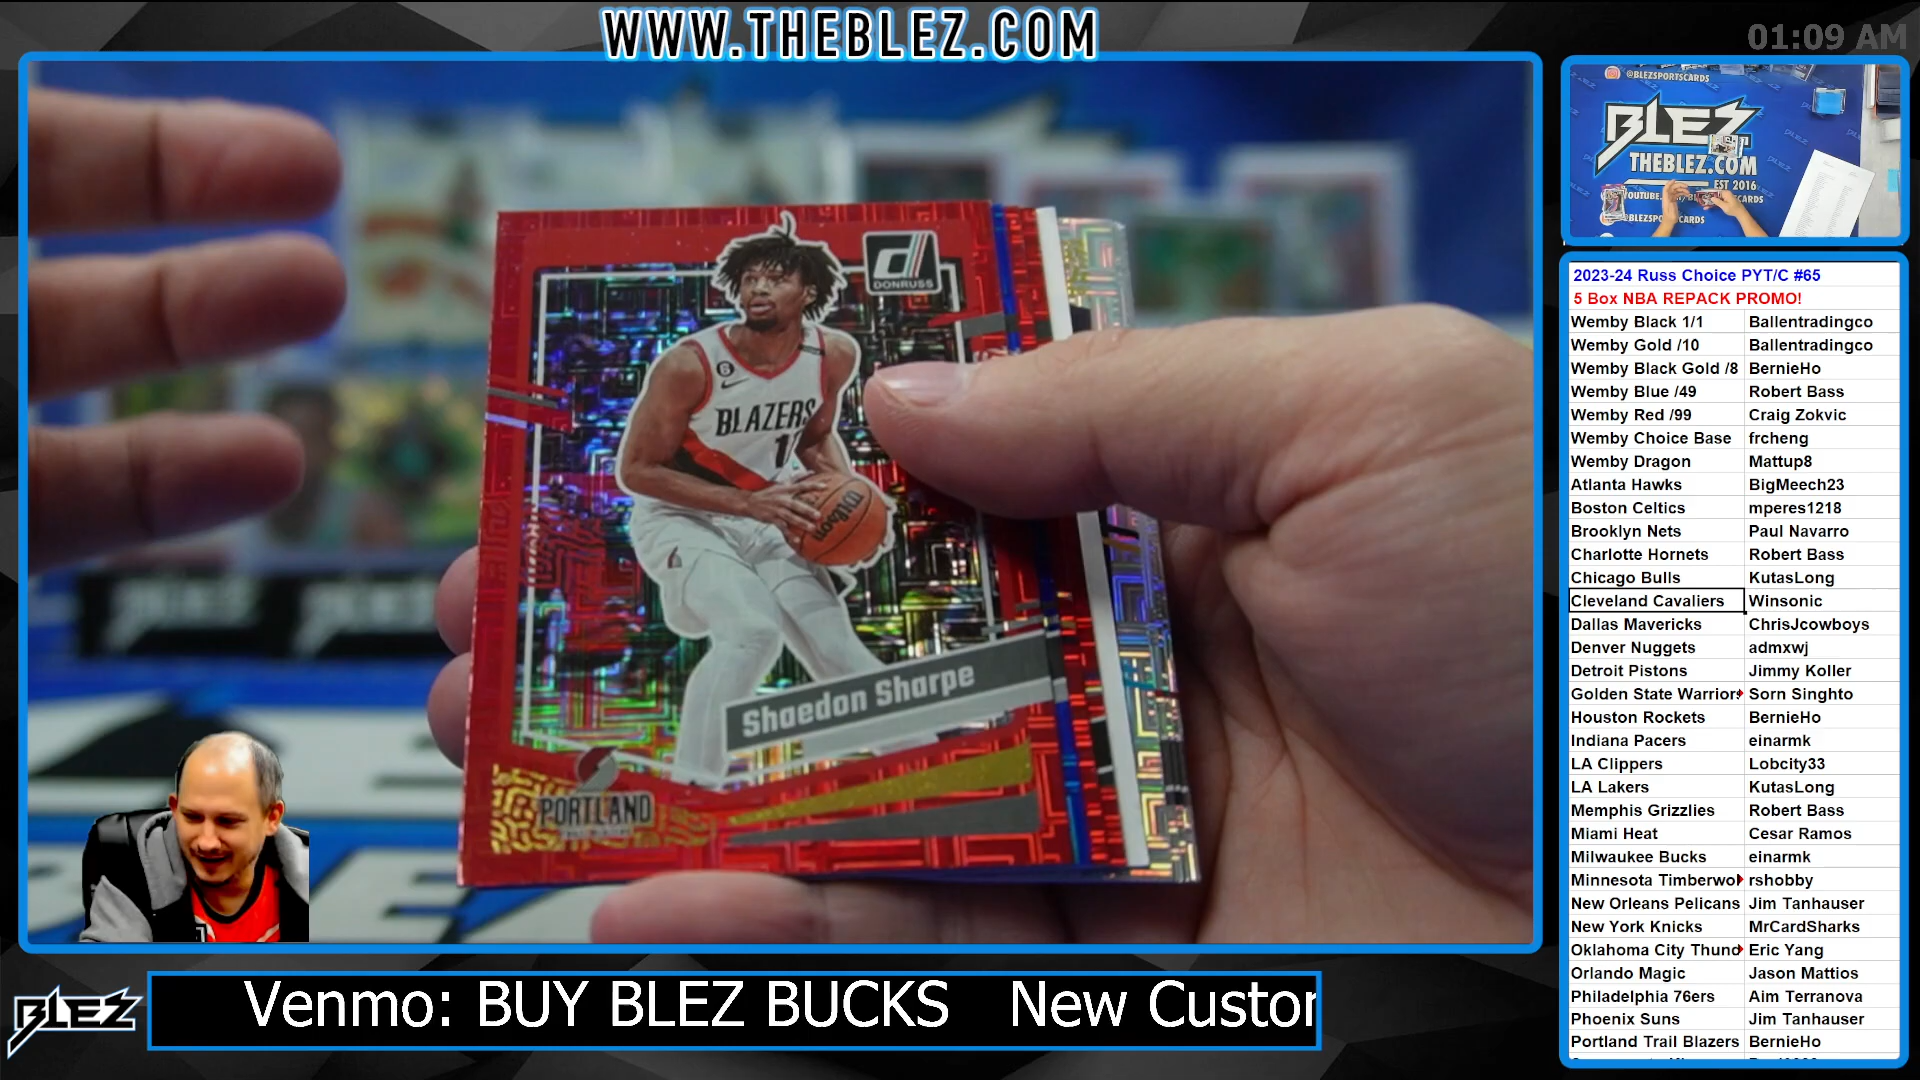 WWW.THEBLEZ.COM
01:09 AM
@BLEZSPORTSCARDS
BLEZ
THEBLEZ.COM
EST 2016
DONRUSS
6
BLAZERS
Wilson
Shaedon Sharpe
PORTLAND
2023-24 Russ Choice PYT/C #65
5 Box NBA REPACK PROMO!
Wemby Black 1/1 Ballentradingco
Wemby Gold /10 Ballentradingco
Wemby Black Gold /8 BernieHo
Wemby Blue /49 Robert Bass
Wemby Red /99 Craig Zokvic
Wemby Choice Base frcheng
Wemby Dragon Mattup8
Atlanta Hawks BigMeech23
Boston Celtics mperes1218
Brooklyn Nets Paul Navarro
Charlotte Hornets Robert Bass
Chicago Bulls KutasLong
Cleveland Cavaliers Winsonic
Dallas Mavericks ChrisJcowboys
Denver Nuggets admxwj
Detroit Pistons Jimmy Koller
Golden State Warriors Sorn Singhto
Houston Rockets BernieHo
Indiana Pacers einarmk
LA Clippers Lobcity33
LA Lakers KutasLong
Memphis Grizzlies Robert Bass
Miami Heat Cesar Ramos
Milwaukee Bucks einarmk
Minnesota Timberwol rshobby
New Orleans Pelicans Jim Tanhauser
New York Knicks MrCardSharks
Oklahoma City Thund Eric Yang
Orlando Magic Jason Mattios
Philadelphia 76ers Aim Terranova
Phoenix Suns Jim Tanhauser
Portland Trail Blazers BernieHo
BLEZ
Venmo: BUY BLEZ BUCKS New Custom